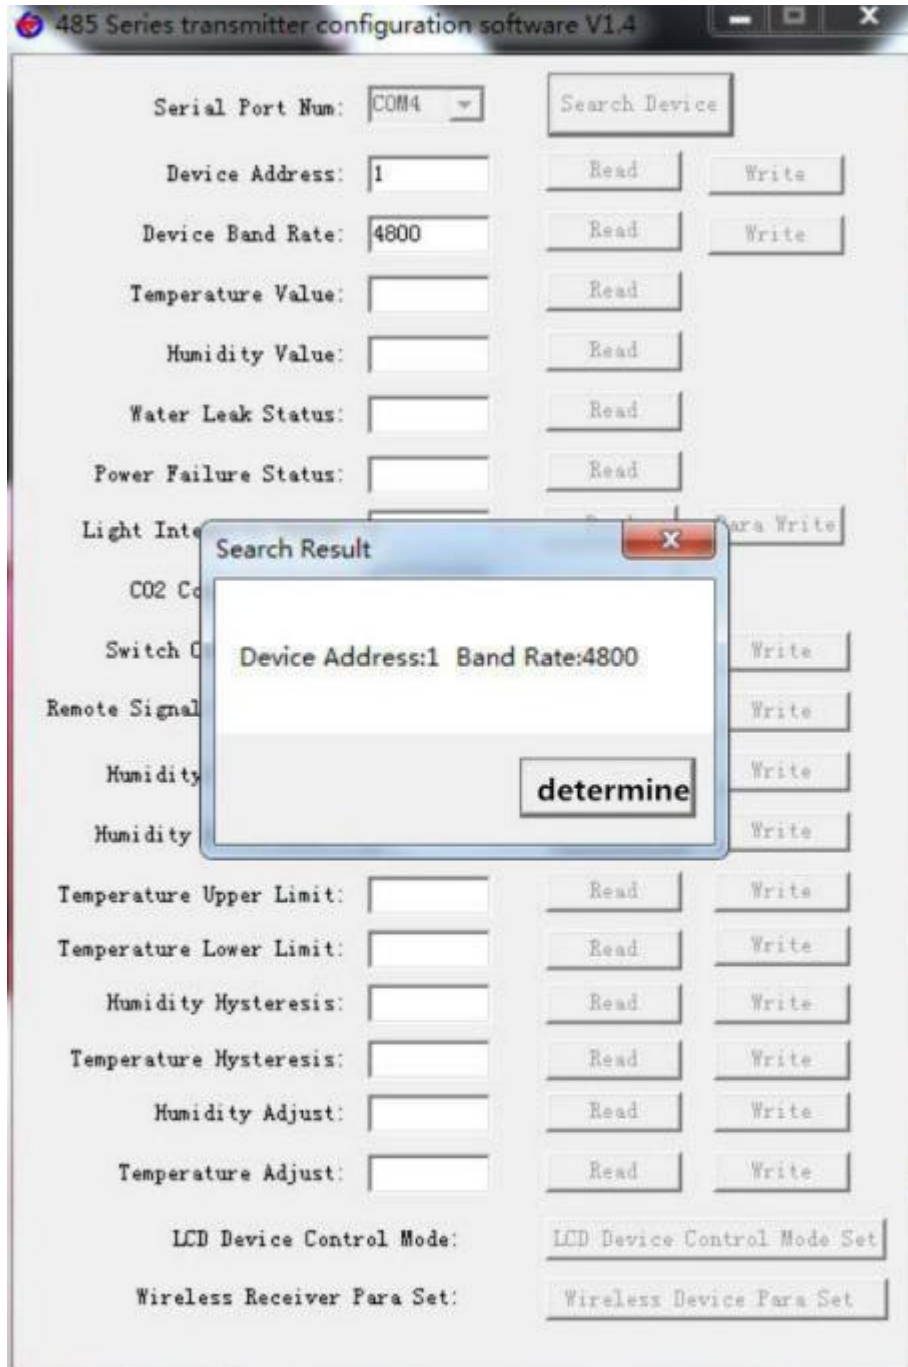 485 Series transmitter configuration software V1.4
Serial Port Num: COM4 Search Device
Device Address: 1 Read Write
Device Band Rate: 4800 Read Write
Temperature Value: Read
Humidity Value: Read
Water Leak Status: Read
Power Failure Status: Read
Light Inte Para Write
Search Result
CO2 Co
Switch Write
Device Address:1 Band Rate:4800
Remote Signal Write
Humidity Write
determine
Humidity Write
Temperature Upper Limit: Read Write
Temperature Lower Limit: Read Write
Humidity Hysteresis: Read Write
Temperature Hysteresis: Read Write
Humidity Adjust: Read Write
Temperature Adjust: Read Write
LCD Device Control Mode: LCD Device Control Mode Set
Wireless Receiver Para Set: Wireless Device Para Set